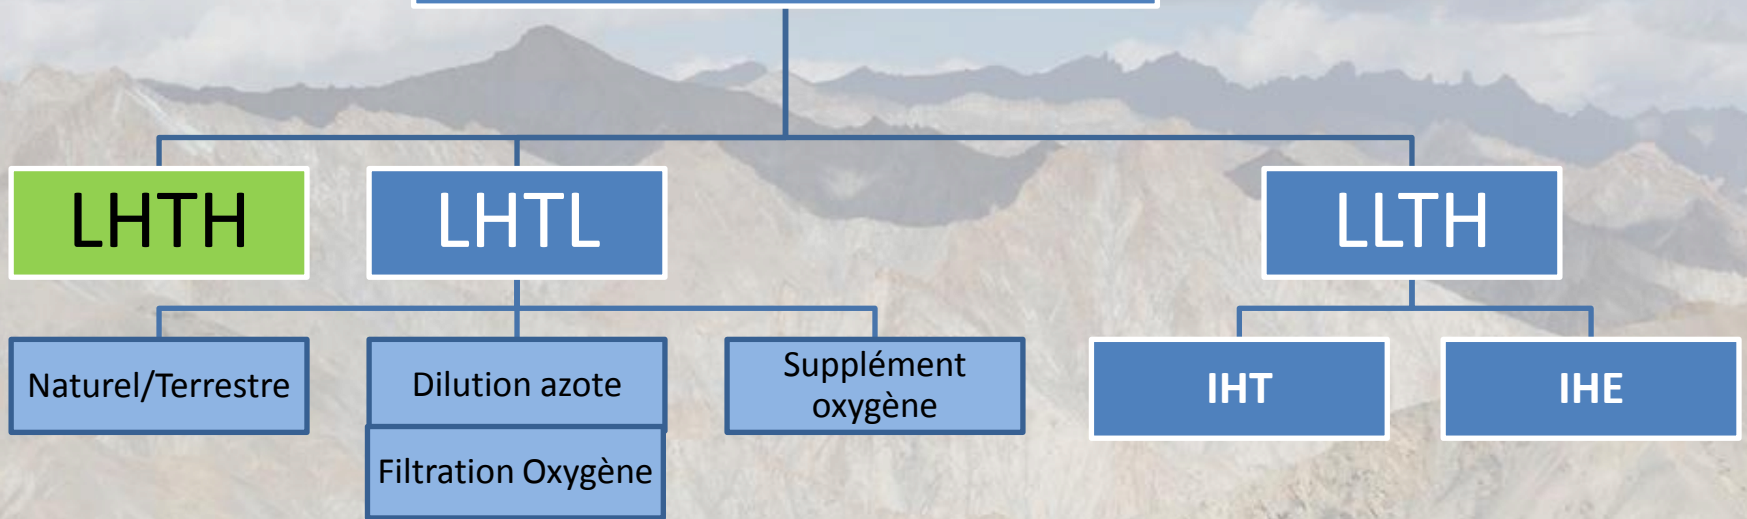 LHTH
LHTL
LLTH
Naturel/Terrestre
Dilution azote
Filtration Oxygène
Supplément
oxygène
IHT
IHE